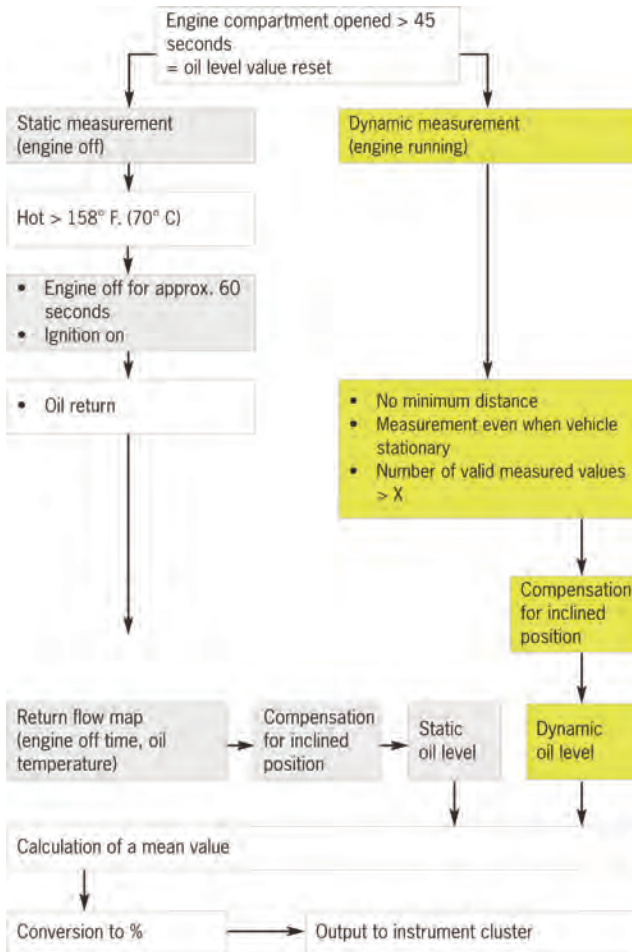 Engine compartment opened > 45
seconds
= oil level value reset
Static measurement
(engine off)
Dynamic measurement
(engine running)
Hot > 158° F. (70° C)
• Engine off for approx. 60
seconds
• Ignition on
• Oil return
• No minimum distance
• Measurement even when vehicle
stationary
• Number of valid measured values
> X
Compensation
for inclined
position
Return flow map
(engine off time, oil
temperature)
Compensation
for inclined
position
Static
oil level
Dynamic
oil level
Calculation of a mean value
Conversion to %
Output to instrument cluster